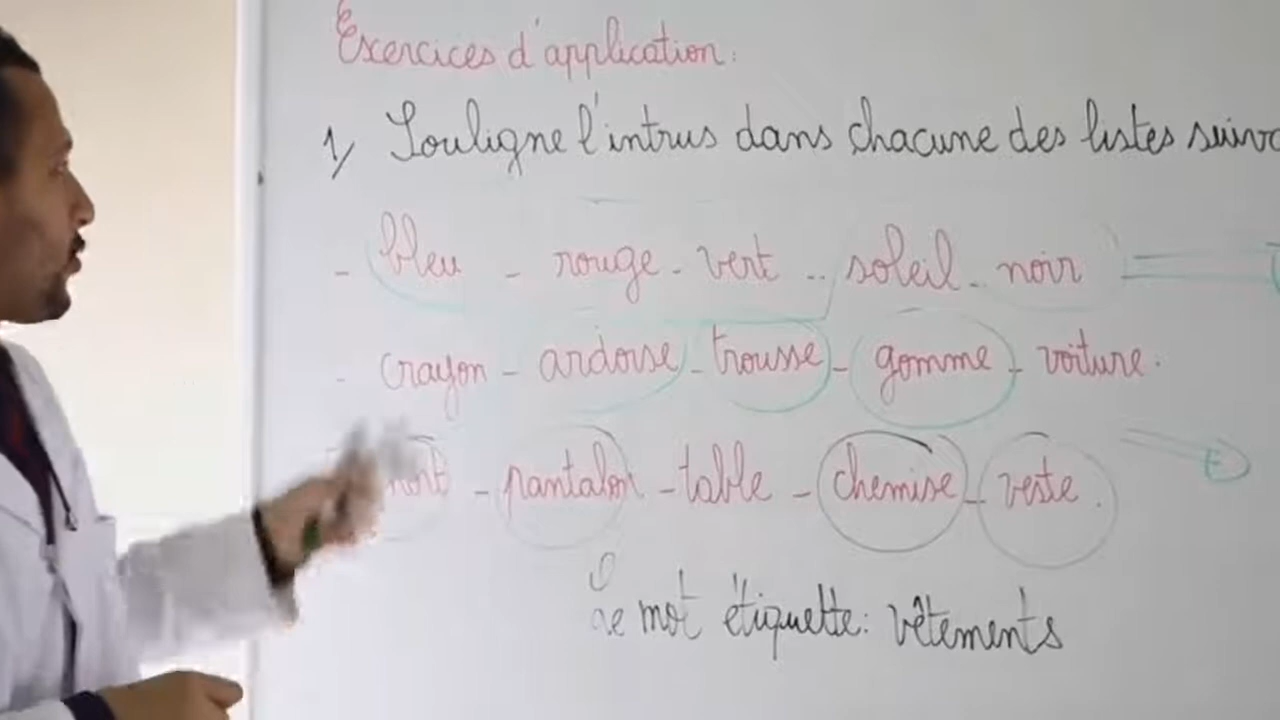 Exercices d'application:
1/ Souligne l'intrus dans chacune des listes
- bleu - rouge - vert - soleil - noir
- crayon - ardoise - trousse - gomme - voiture.
- pantalon - table - chemise - veste.
Le mot étiquette: vêtements